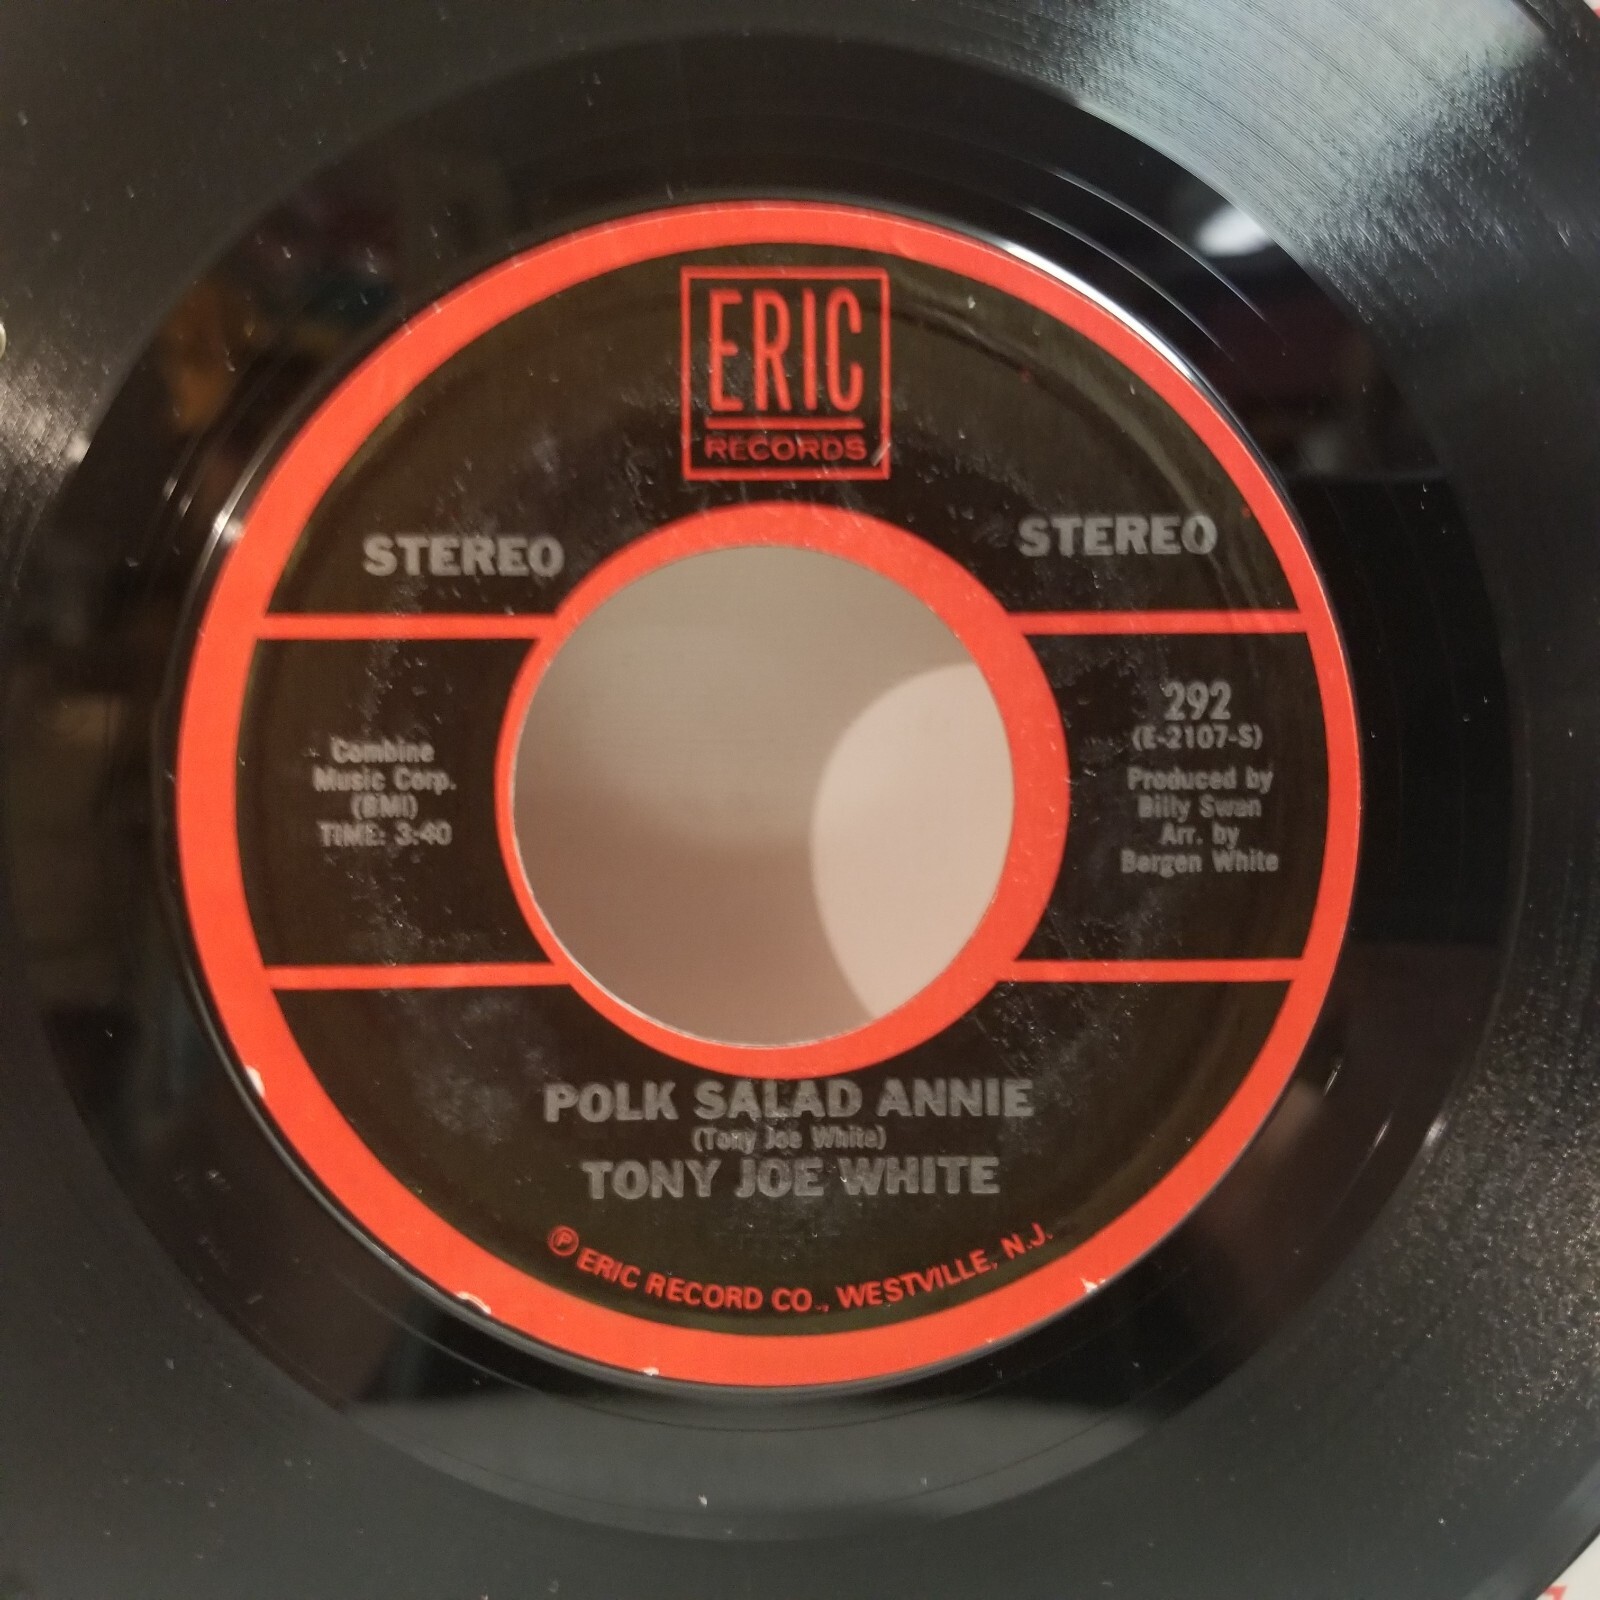 ERIC
RECORDS
STEREO
STEREO
Combine
Music Corp.
(BMI)
TIME: 3:40
292
(E-2107-S)
Produced by
Billy Swan
Arr. by
Bergen White
POLK SALAD ANNIE
(Tony Joe White)
TONY JOE WHITE
Ⓟ ERIC RECORD CO., WESTVILLE, N.J.